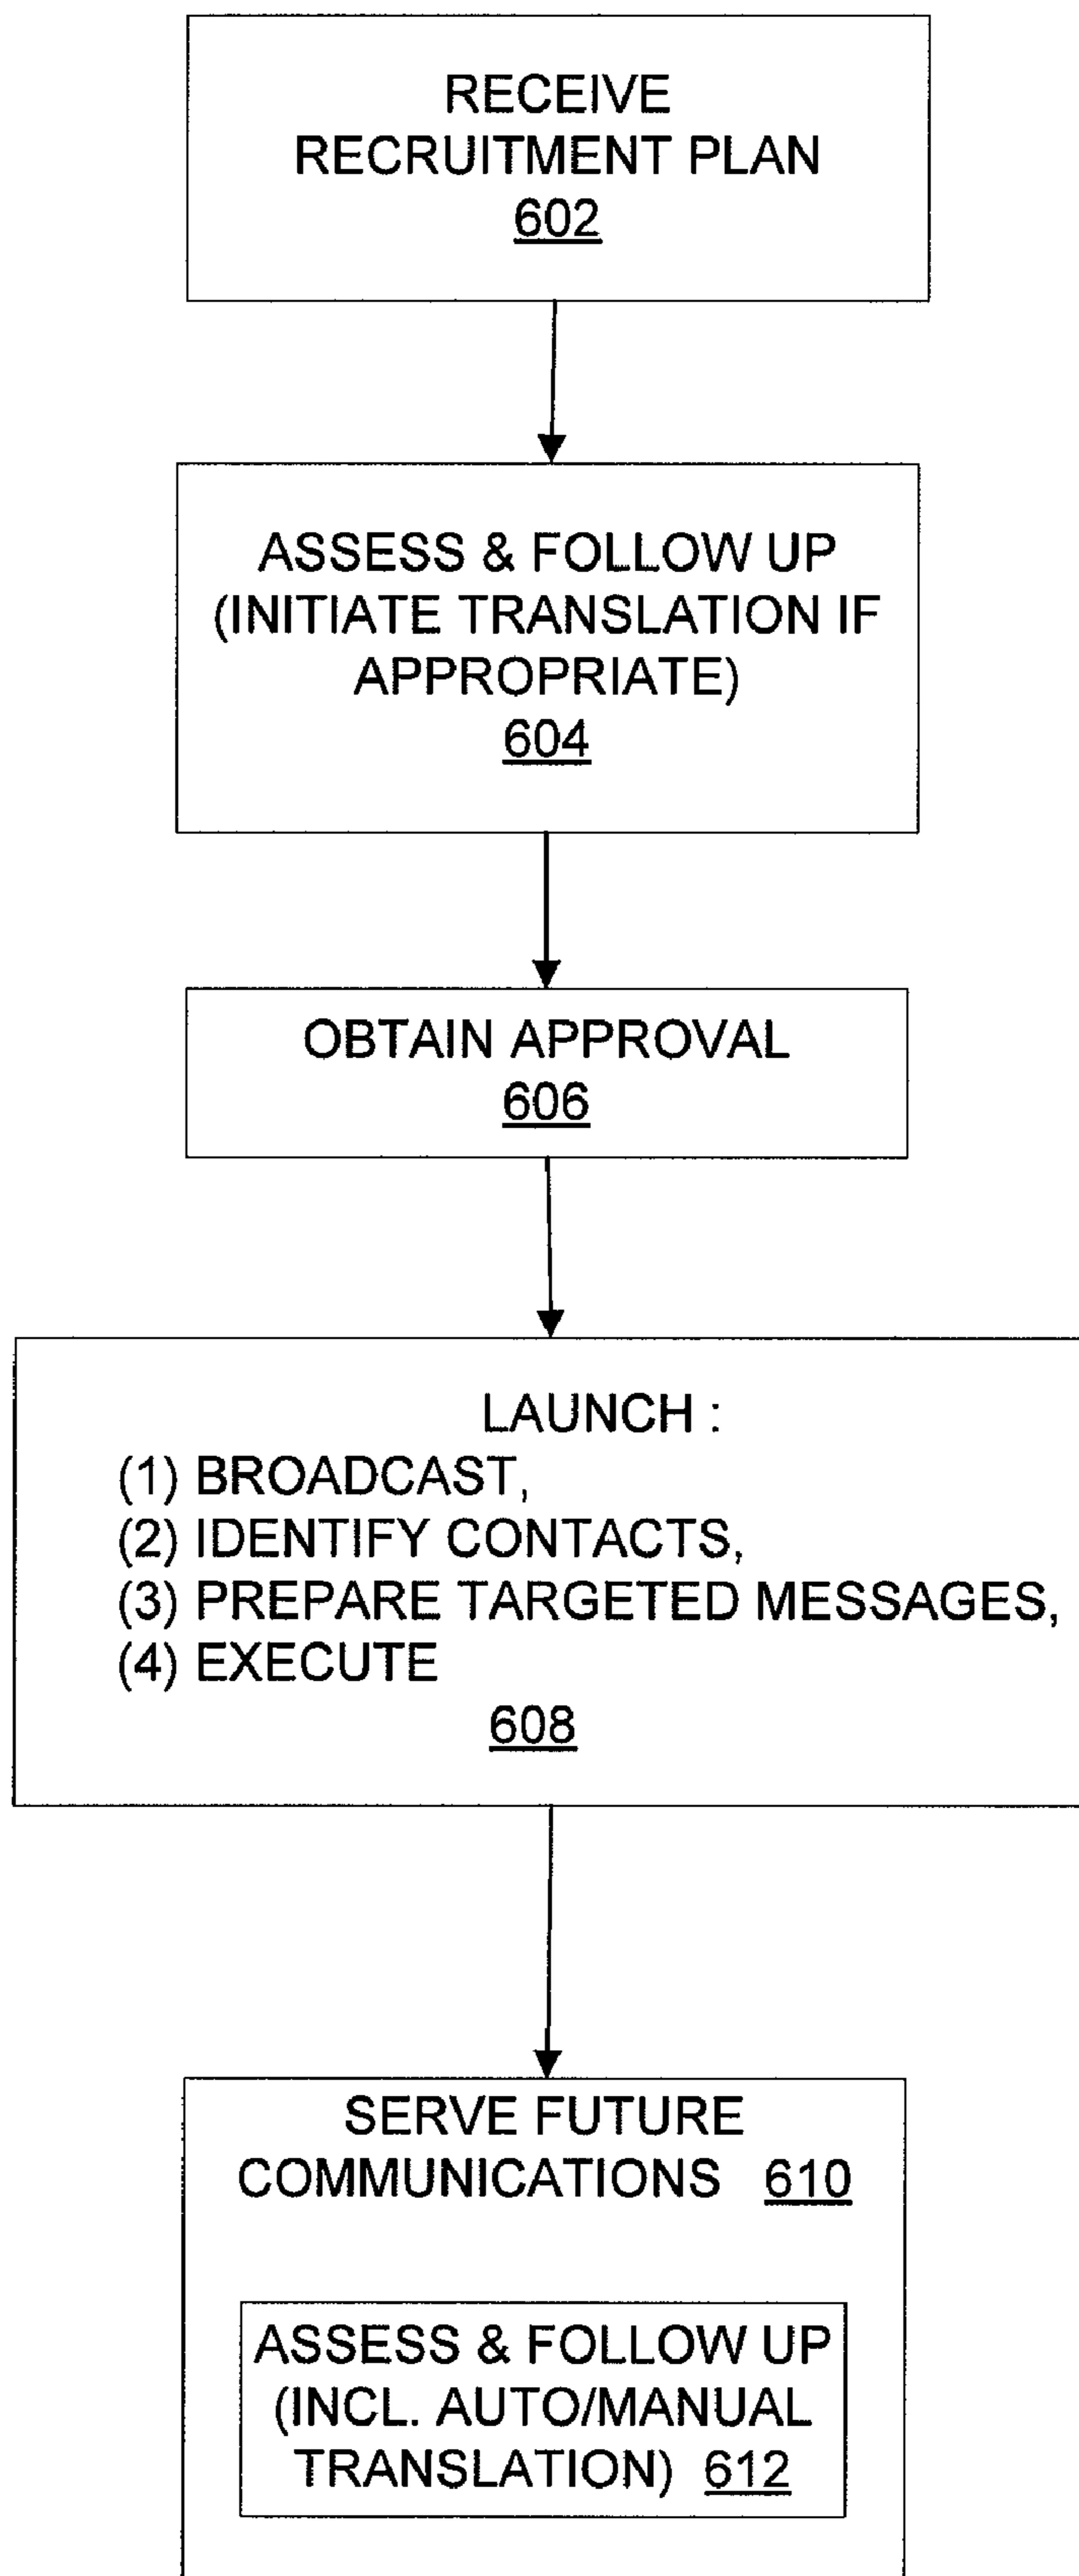 RECEIVE
RECRUITMENT PLAN
602
ASSESS & FOLLOW UP
(INITIATE TRANSLATION IF
APPROPRIATE)
604
OBTAIN APPROVAL
606
LAUNCH :
(1) BROADCAST,
(2) IDENTIFY CONTACTS,
(3) PREPARE TARGETED MESSAGES,
(4) EXECUTE
608
SERVE FUTURE
COMMUNICATIONS 610
ASSESS & FOLLOW UP
(INCL. AUTO/MANUAL
TRANSLATION) 612